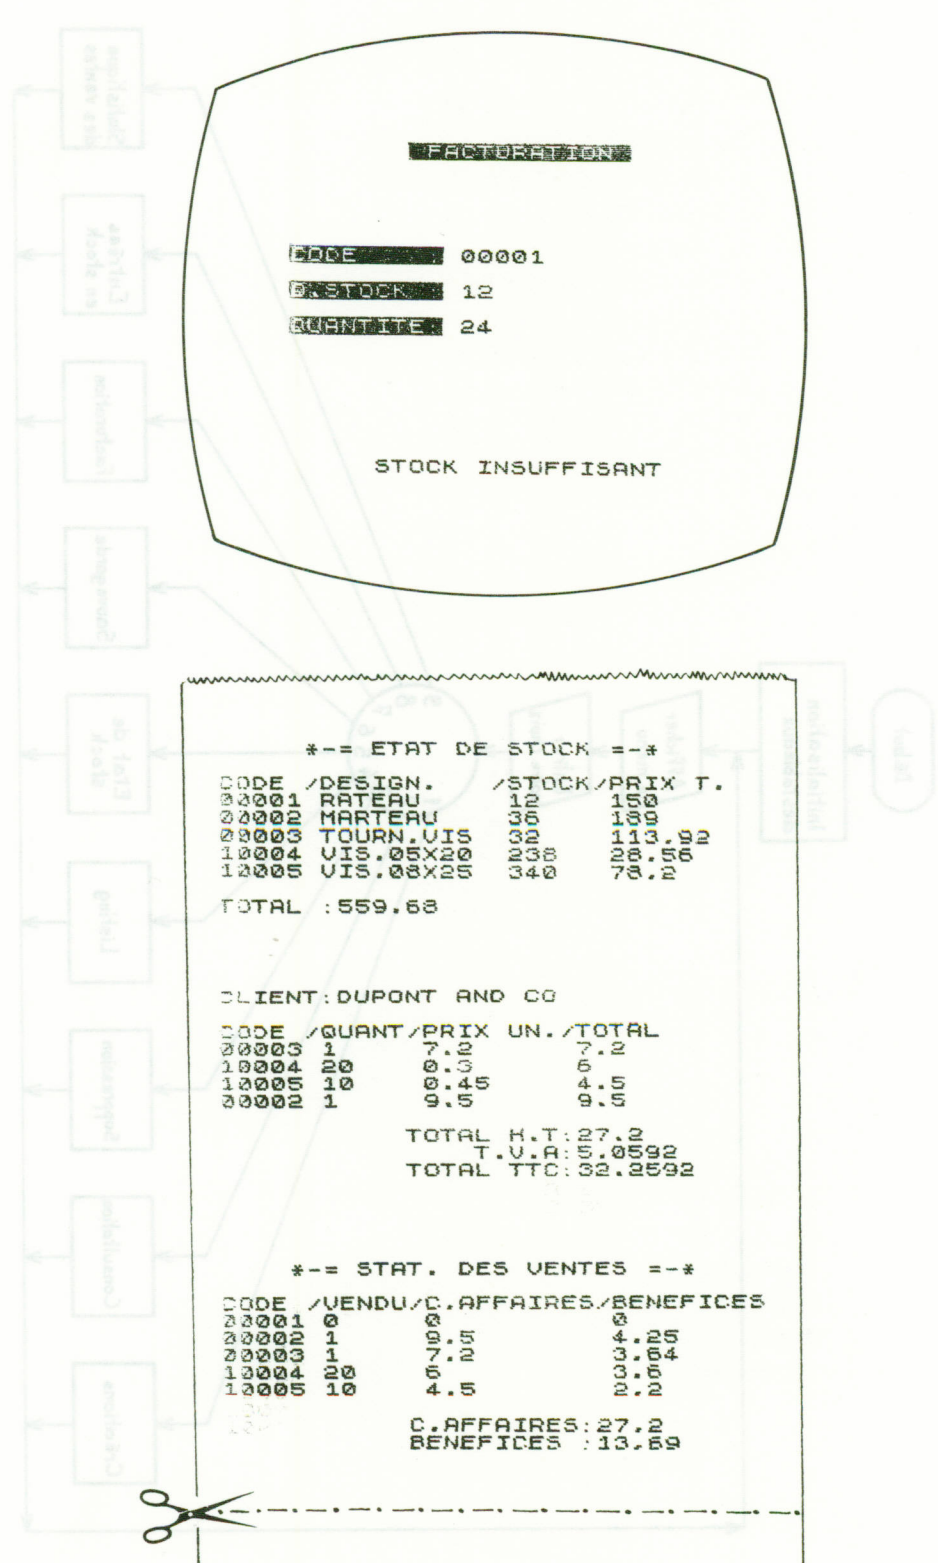 FACTURATION
CODE 00001
Q.STOCK 12
QUANTITE 24
STOCK INSUFFISANT
*-= ETAT DE STOCK =-*
CODE /DESIGN. /STOCK/PRIX T.
00001 RATEAU 12 150
00002 MARTEAU 36 189
00003 TOURN.VIS 32 113.92
10004 VIS.05X20 238 28.56
10005 VIS.08X25 340 78.2
TOTAL :559.68
CLIENT:DUPONT AND CO
CODE /QUANT/PRIX UN./TOTAL
00003 1 7.2 7.2
10004 20 0.3 6
10005 10 0.45 4.5
00002 1 9.5 9.5
TOTAL H.T:27.2
T.V.A:5.0592
TOTAL TTC:32.2592
*-= STAT. DES VENTES =-*
CODE /VENDU/C.AFFAIRES/BENEFICES
00001 0 0 0
00002 1 9.5 4.25
00003 1 7.2 3.64
10004 20 6 3.6
10005 10 4.5 2.2
C.AFFAIRES:27.2
BENEFICES :13.69